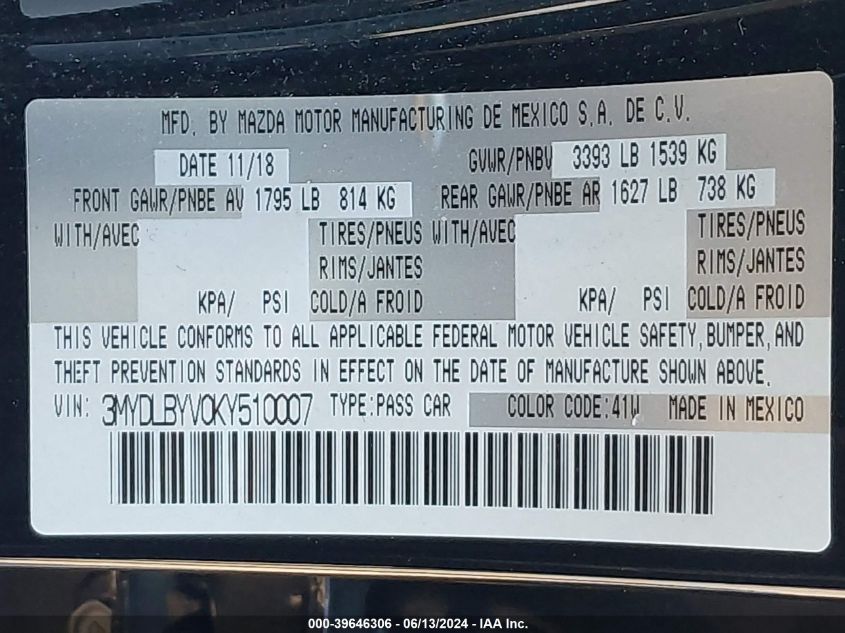 MFD. BY MAZDA MOTOR MANUFACTURING DE MEXICO S.A. DE C.V.
DATE 11/18 GVWR/PNBV 3393 LB 1539 KG
FRONT GAWR/PNBE AV 1795 LB 814 KG REAR GAWR/PNBE AR 1627 LB 738 KG
WITH/AVEC TIRES/PNEUS WITH/AVEC TIRES/PNEUS
RIMS/JANTES RIMS/JANTES
KPA/ PSI COLD/A FROID KPA/ PSI COLD/A FROID
THIS VEHICLE CONFORMS TO ALL APPLICABLE FEDERAL MOTOR VEHICLE SAFETY, BUMPER, AND
THEFT PREVENTION STANDARDS IN EFFECT ON THE DATE OF MANUFACTURE SHOWN ABOVE.
VIN: 3MYDLBYV0KY510007 TYPE:PASS CAR COLOR CODE:41W MADE IN MEXICO
000-39646306 - 06/13/2024 - IAA Inc.